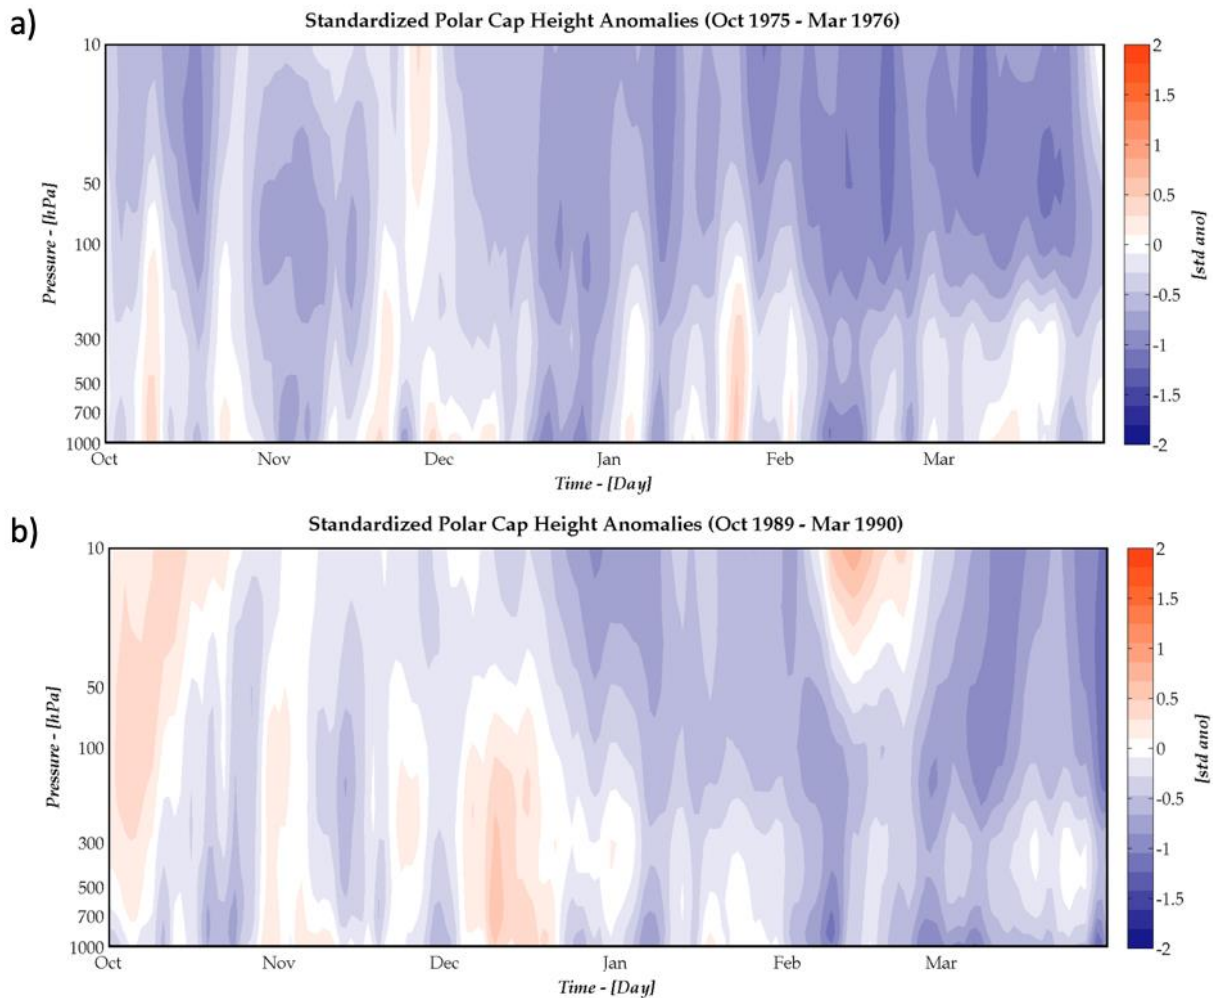 a)
Standardized Polar Cap Height Anomalies (Oct 1975 - Mar 1976)
10
50
100
300
500
700
1000
Pressure - [hPa]
Oct Nov Dec Jan Feb Mar
Time - [Day]
2
1.5
1
0.5
0
-0.5
-1
-1.5
-2
[std ano]
b)
Standardized Polar Cap Height Anomalies (Oct 1989 - Mar 1990)
10
50
100
300
500
700
1000
Pressure - [hPa]
Oct Nov Dec Jan Feb Mar
Time - [Day]
2
1.5
1
0.5
0
-0.5
-1
-1.5
-2
[std ano]